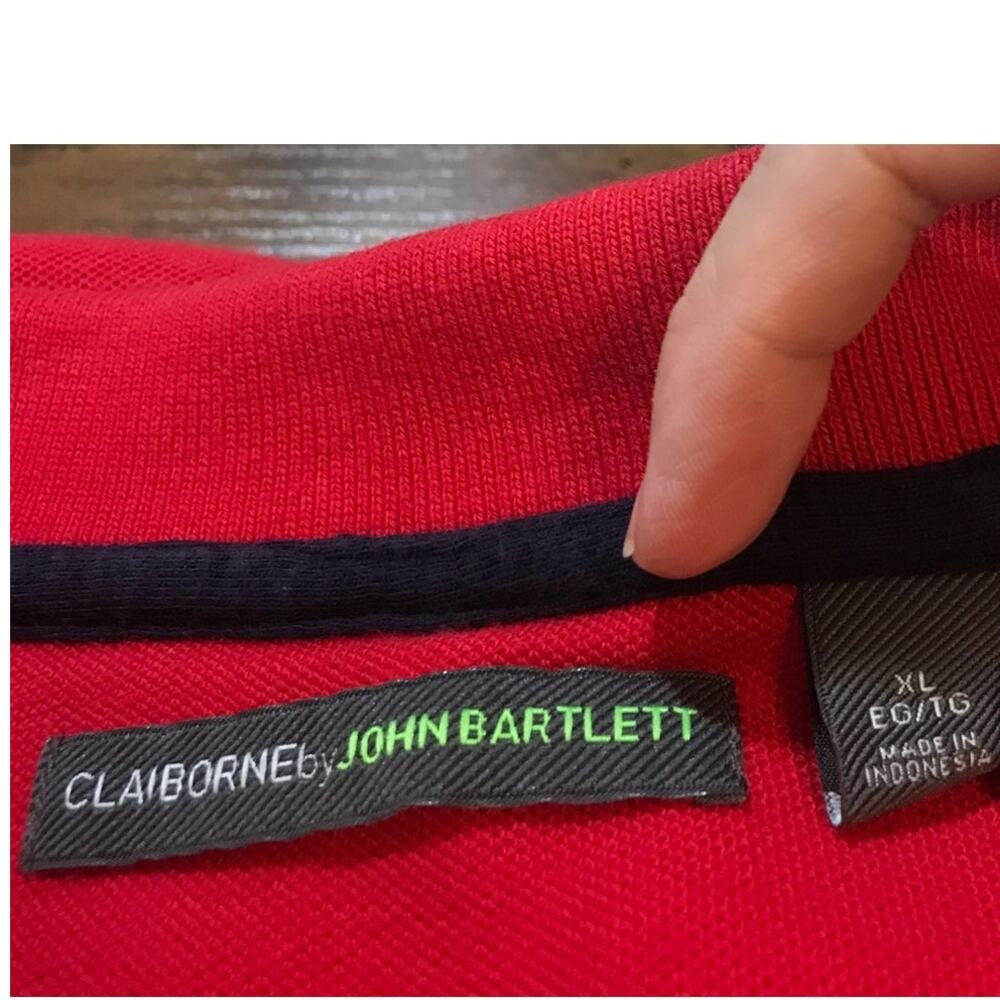 CLAIBORNEbyJOHN BARTLETT
XL
EG/TG
MADE IN
INDONESIA